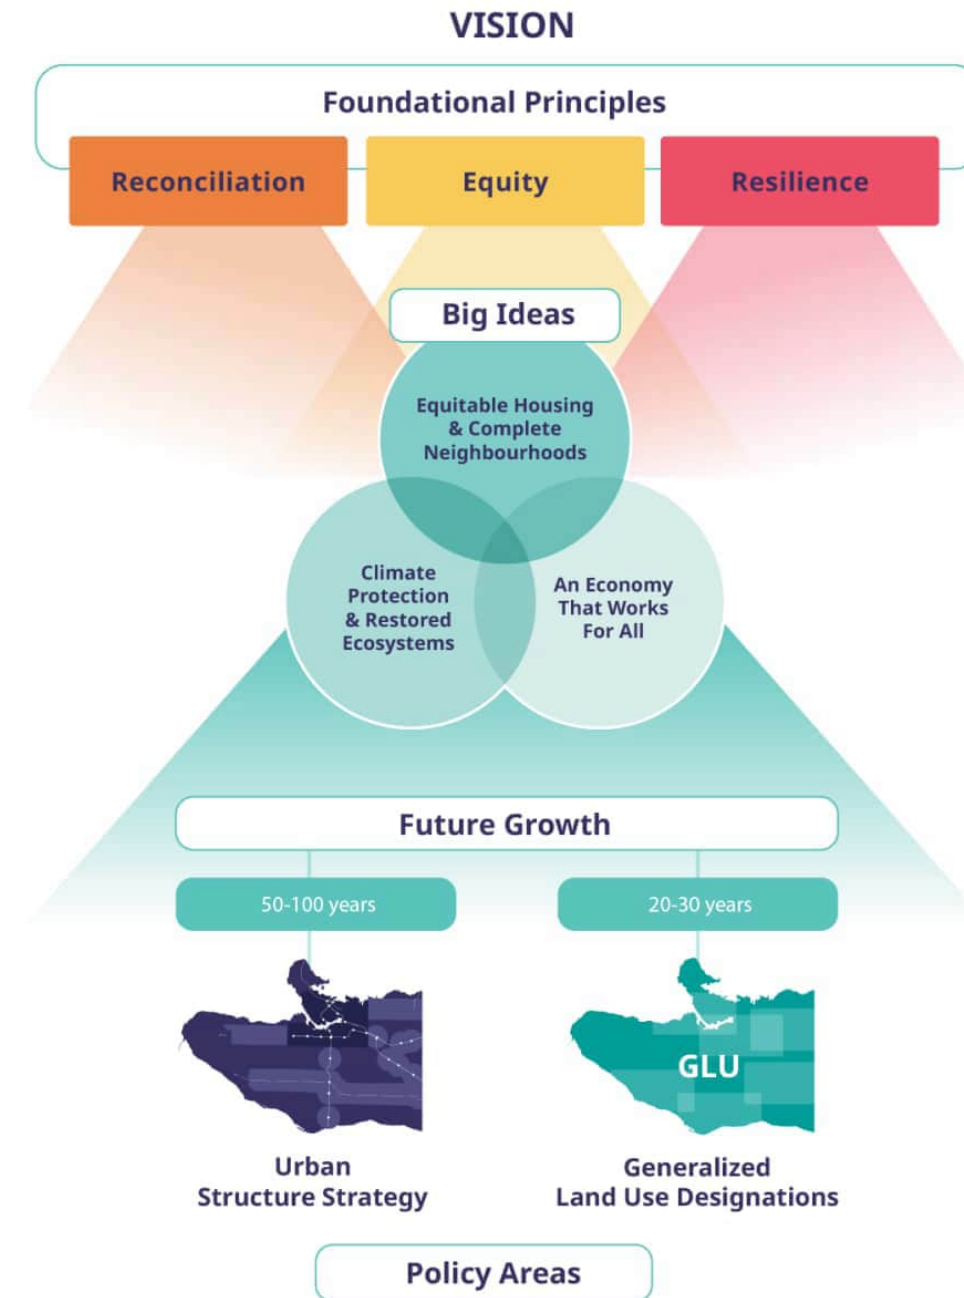 VISION
Foundational Principles
Reconciliation
Equity
Resilience
Big Ideas
Equitable Housing
& Complete
Neighbourhoods
Climate
Protection
& Restored
Ecosystems
An Economy
That Works
For All
Future Growth
50-100 years
20-30 years
GLU
Urban
Structure Strategy
Generalized
Land Use Designations
Policy Areas